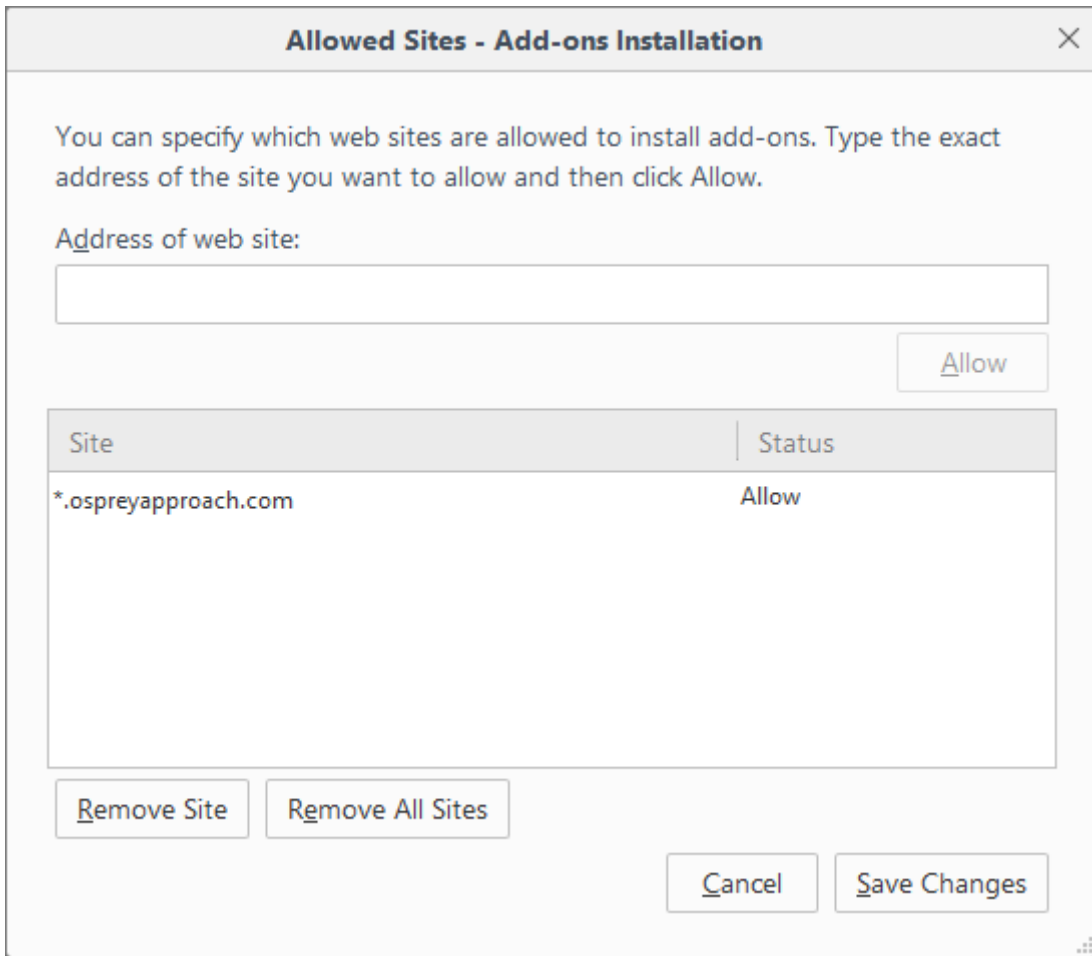 Allowed Sites - Add-ons Installation
You can specify which web sites are allowed to install add-ons. Type the exact
address of the site you want to allow and then click Allow.
Address of web site:
Allow
Site Status
*.ospreyapproach.com Allow
Remove Site Remove All Sites
Cancel Save Changes